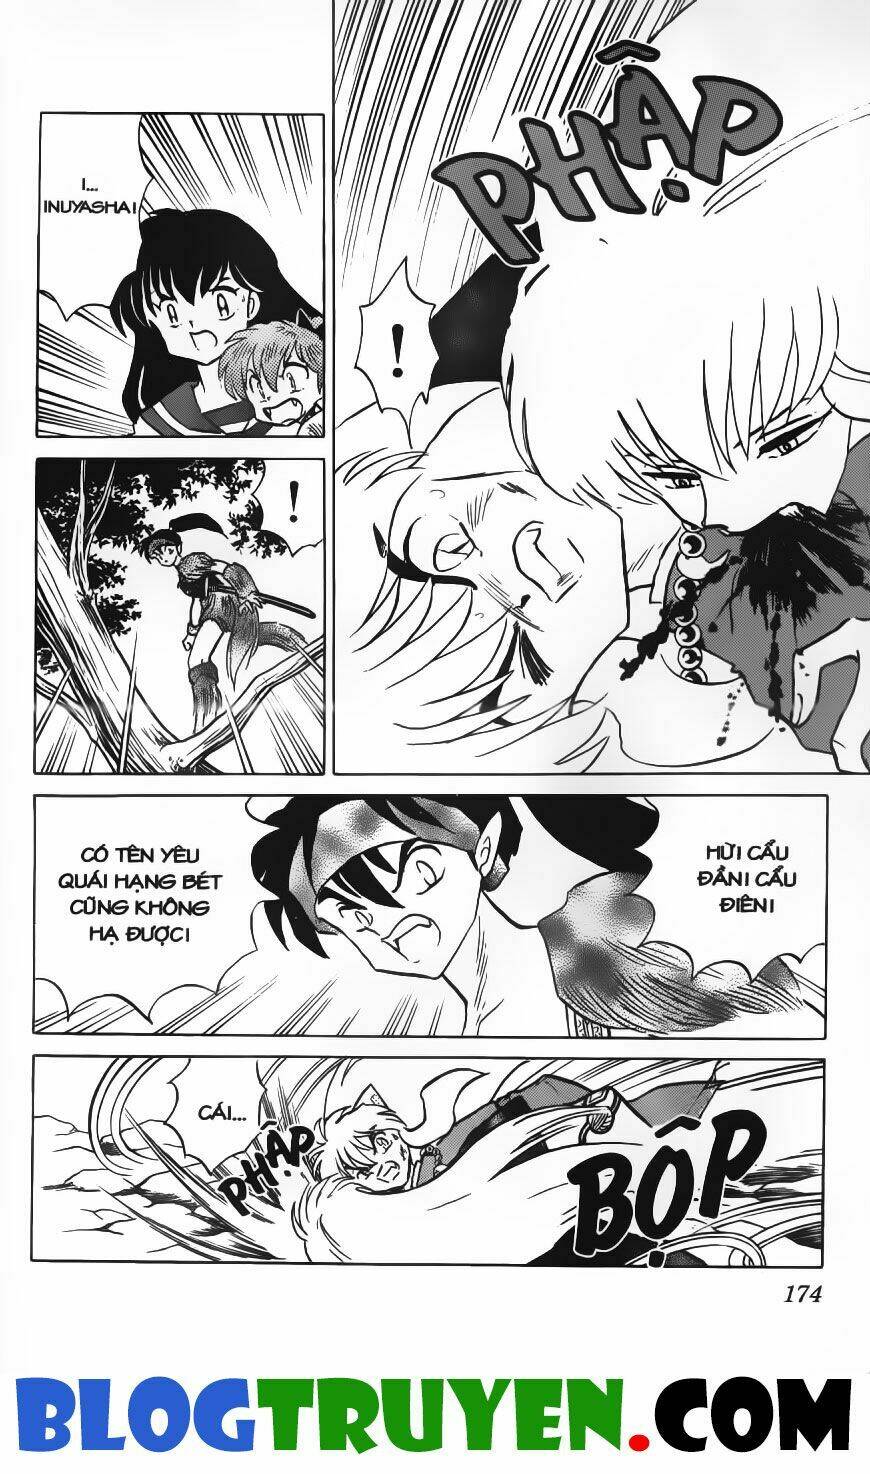 PHẬP
!
I...
INUYASHA!
!
HỪ! CẨU
ĐẦN! CẨU
ĐIÊN!
CÓ TÊN YÊU
QUÁI HẠNG BÉT
CŨNG KHÔNG
HẠ ĐƯỢC!
BỘP
PHẬP
CÁI...
174
BLOGTRUYEN.COM